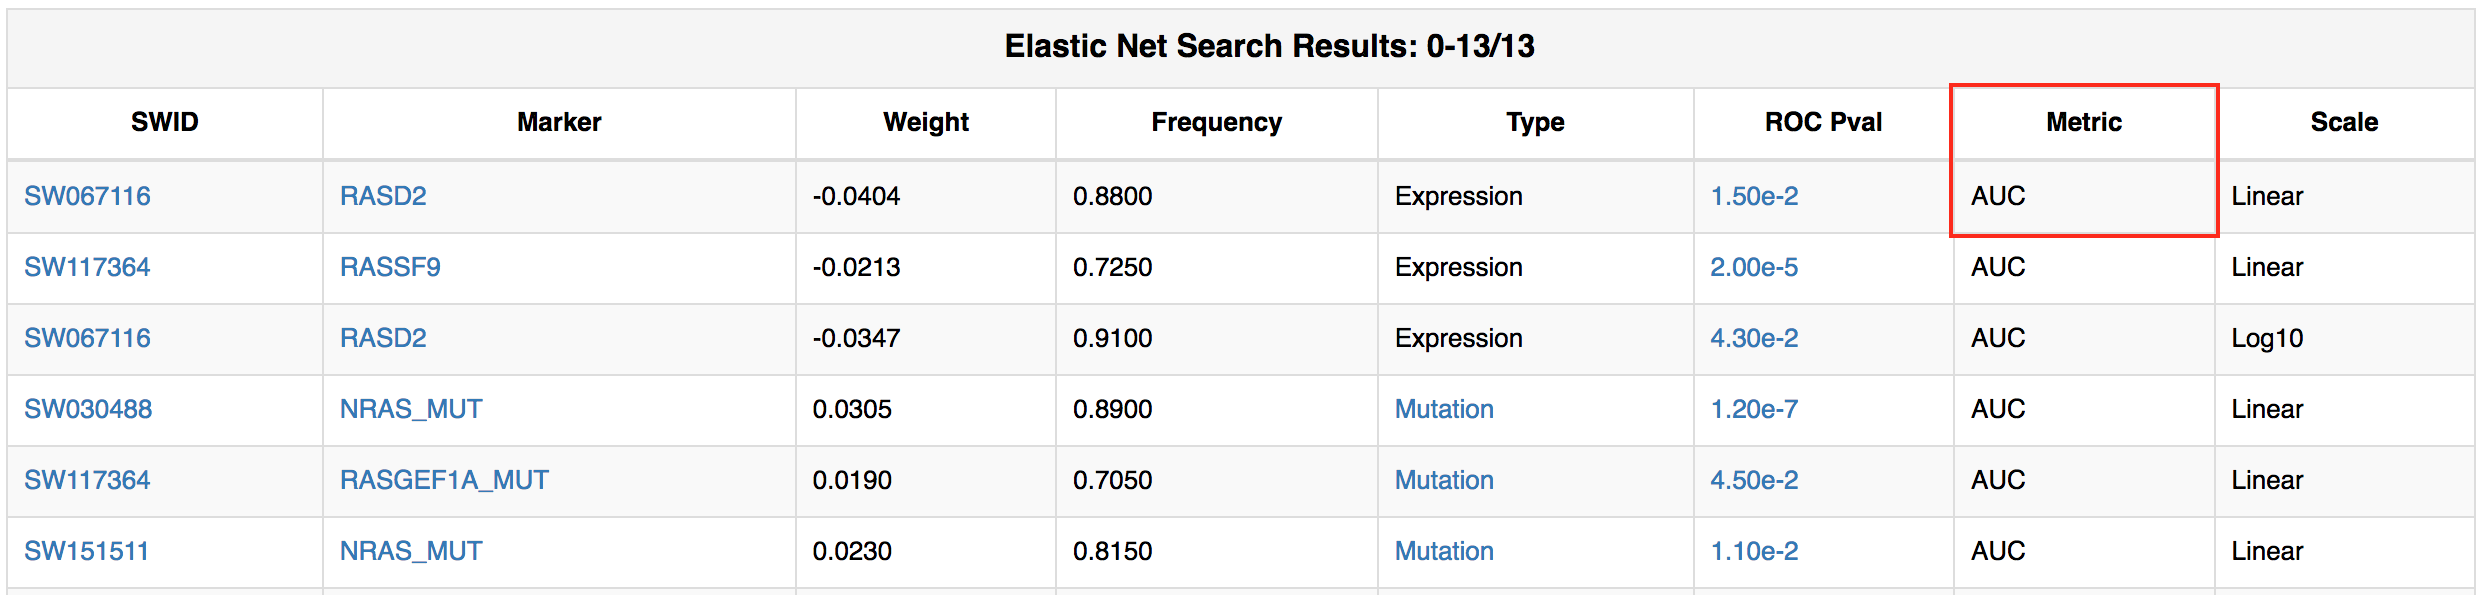 Elastic Net Search Results: 0-13/13
SWID Marker Weight Frequency Type ROC Pval Metric Scale
SW067116 RASD2 -0.0404 0.8800 Expression 1.50e-2 AUC Linear
SW117364 RASSF9 -0.0213 0.7250 Expression 2.00e-5 AUC Linear
SW067116 RASD2 -0.0347 0.9100 Expression 4.30e-2 AUC Log10
SW030488 NRAS_MUT 0.0305 0.8900 Mutation 1.20e-7 AUC Linear
SW117364 RASGEF1A_MUT 0.0190 0.7050 Mutation 4.50e-2 AUC Linear
SW151511 NRAS_MUT 0.0230 0.8150 Mutation 1.10e-2 AUC Linear